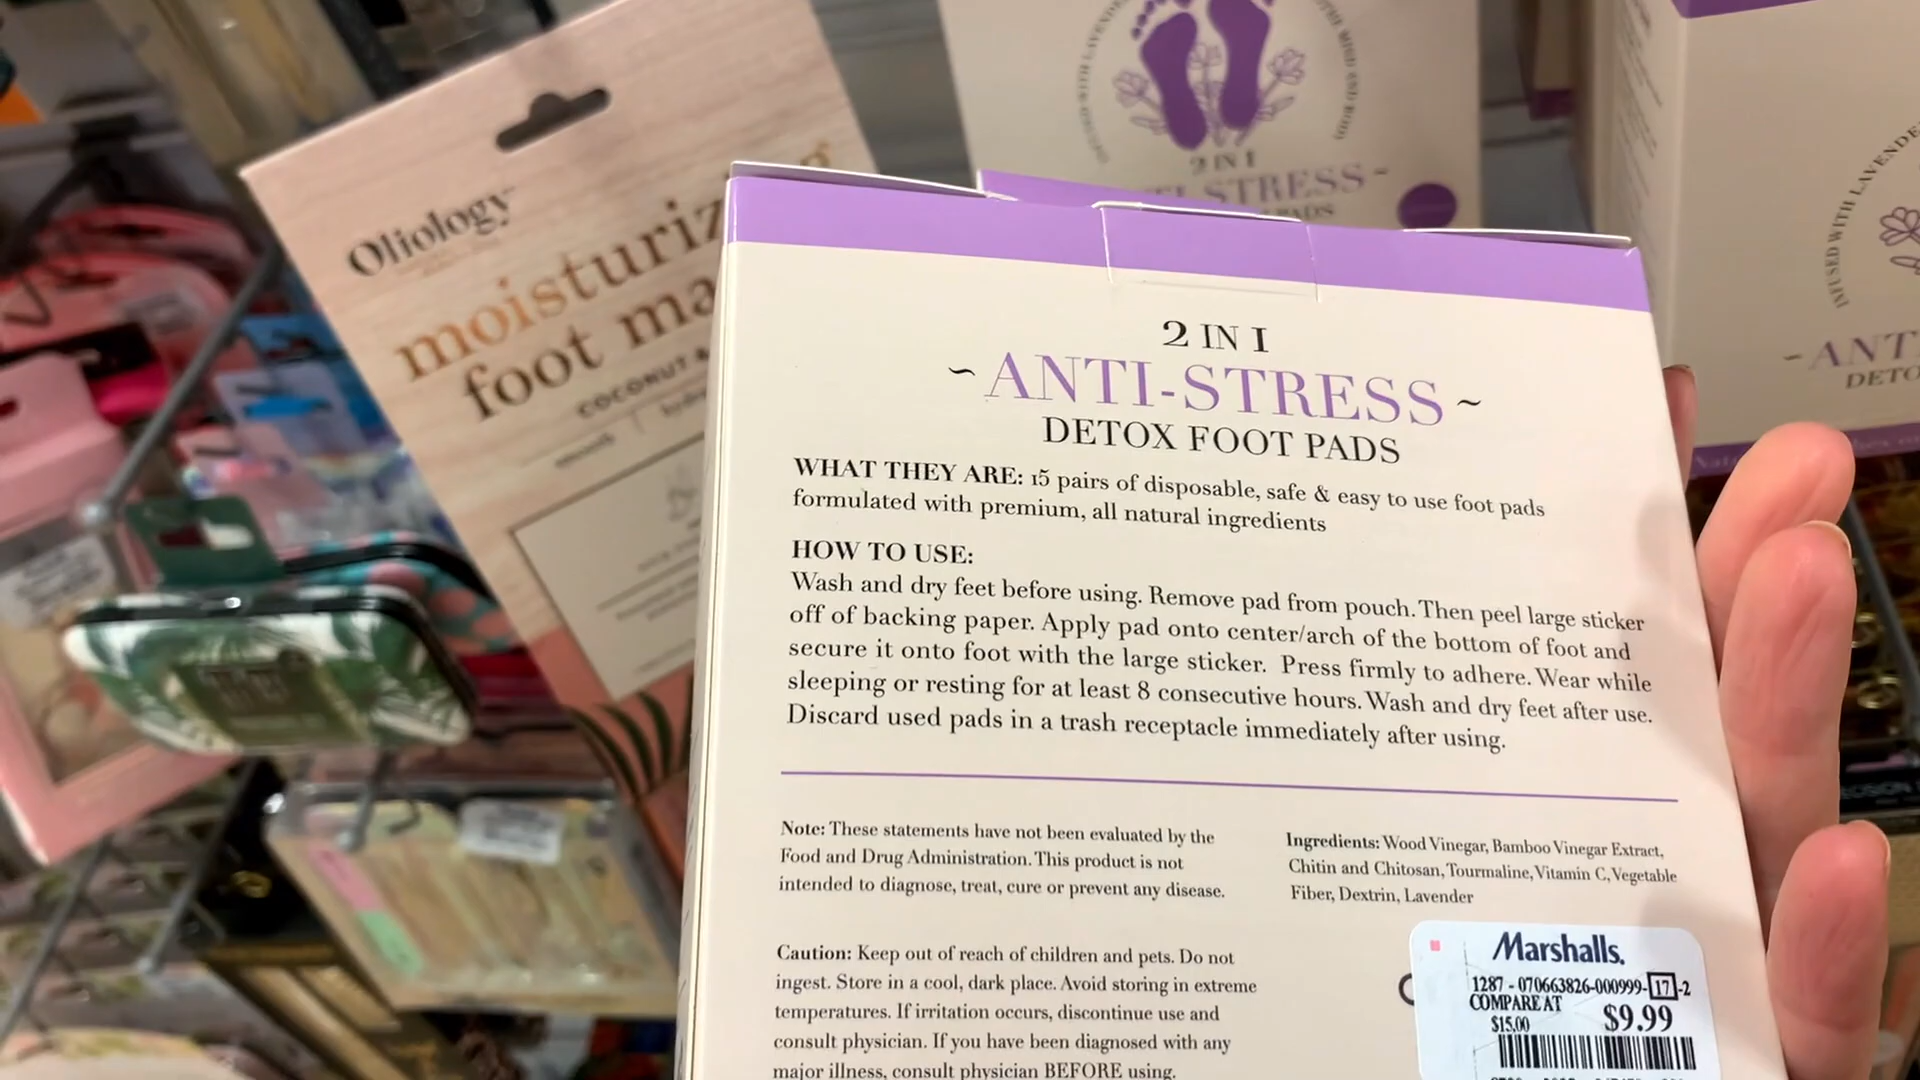 Oliology
moisturiz
foot ma
COCONUT &
INFUSED WITH LAVENDER
2 IN 1
STRESS ~
PADS
INFUSED WITH LAVENDE
~ ANT
DETO
2 IN 1
~ ANTI-STRESS ~
DETOX FOOT PADS
WHAT THEY ARE: 15 pairs of disposable, safe & easy to use foot pads
formulated with premium, all natural ingredients
HOW TO USE:
Wash and dry feet before using. Remove pad from pouch. Then peel large sticker
off of backing paper. Apply pad onto center/arch of the bottom of foot and
secure it onto foot with the large sticker. Press firmly to adhere. Wear while
sleeping or resting for at least 8 consecutive hours. Wash and dry feet after use.
Discard used pads in a trash receptacle immediately after using.
Note: These statements have not been evaluated by the
Food and Drug Administration. This product is not
intended to diagnose, treat, cure or prevent any disease.
Ingredients: Wood Vinegar, Bamboo Vinegar Extract,
Chitin and Chitosan, Tourmaline, Vitamin C, Vegetable
Fiber, Dextrin, Lavender
Caution: Keep out of reach of children and pets. Do not
ingest. Store in a cool, dark place. Avoid storing in extreme
temperatures. If irritation occurs, discontinue use and
consult physician. If you have been diagnosed with any
major illness, consult physician BEFORE using.
Marshalls.
1287 - 070663826-000999-17-2
COMPARE AT
$15.00 $9.99